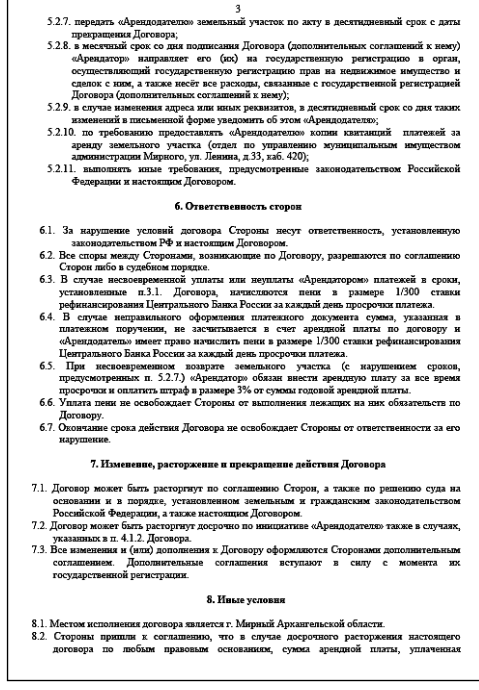 3
5.2.7. передать «Арендодателю» земельный участок по акту в десятидневный срок с даты
прекращения Договора;
5.2.8. в месячный срок со дня подписания Договора (дополнительных соглашений к нему)
«Арендатор» направляет его (их) на государственную регистрацию в орган,
осуществляющий государственную регистрацию прав на недвижимое имущество и
сделок с ним, а также несёт все расходы, связанные с государственной регистрацией
Договора (дополнительных соглашений к нему);
5.2.9. в случае изменения адреса или иных реквизитов, в десятидневный срок со дня таких
изменений в письменной форме уведомить об этом «Арендодателя»;
5.2.10. по требованию предоставлять «Арендодателю» копии квитанций платежей за
аренду земельного участка (отдел по управлению муниципальным имуществом
администрации Мирного, ул. Ленина, д.33, каб. 420);
5.2.11. выполнять иные требования, предусмотренные законодательством Российской
Федерации и настоящим Договором.
6. Ответственность сторон
6.1. За нарушение условий договора Стороны несут ответственность, установленную
законодательством РФ и настоящим Договором.
6.2. Все споры между Сторонами, возникающие по Договору, разрешаются по соглашению
Сторон либо в судебном порядке.
6.3. В случае несвоевременной уплаты или неуплаты «Арендатором» платежей в сроки,
установленные п.3.1. Договора, начисляются пени в размере 1/300 ставки
рефинансирования Центрального Банка России за каждый день просрочки платежа.
6.4. В случае неправильного оформления платежного документа сумма, указанная в
платежном поручении, не засчитывается в счет арендной платы по договору и
«Арендодатель» имеет право начислить пени в размере 1/300 ставки рефинансирования
Центрального Банка России за каждый день просрочки платежа.
6.5. При несвоевременном возврате земельного участка (с нарушением сроков,
предусмотренных п. 5.2.7.) «Арендатор» обязан внести арендную плату за все время
просрочки и оплатить штраф в размере 3% от суммы годовой арендной платы.
6.6. Уплата пени не освобождает Стороны от выполнения лежащих на них обязательств по
Договору.
6.7. Окончание срока действия Договора не освобождает Стороны от ответственности за его
нарушение.
7. Изменение, расторжение и прекращение действия Договора
7.1. Договор может быть расторгнут по соглашению Сторон, а также по решению суда на
основании и в порядке, установленном земельным и гражданским законодательством
Российской Федерации, а также настоящим Договором.
7.2. Договор может быть расторгнут досрочно по инициативе «Арендодателя» также в случаях,
указанных в п. 4.1.2. Договора.
7.3. Все изменения и (или) дополнения к Договору оформляются Сторонами дополнительным
соглашением. Дополнительные соглашения вступают в силу с момента их
государственной регистрации.
8. Иные условия
8.1. Местом исполнения договора является г. Мирный Архангельской области.
8.2. Стороны пришли к соглашению, что в случае досрочного расторжения настоящего
договора по любым правовым основаниям, сумма арендной платы, уплаченная